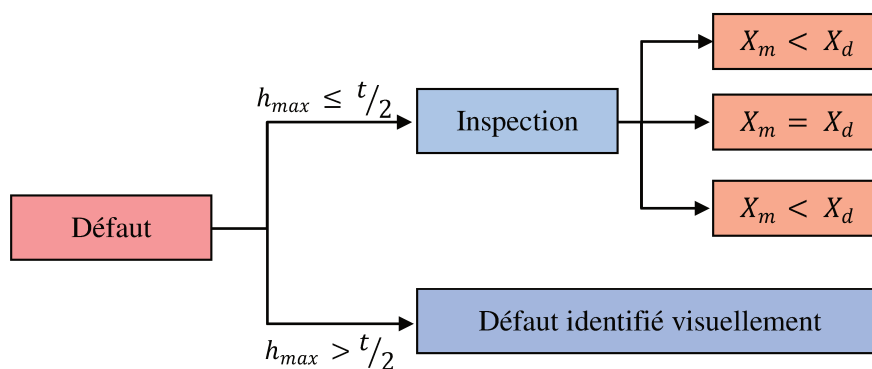 X_m < X_d
h_max ≤ t/2
Inspection
X_m = X_d
Défaut
X_m < X_d
Défaut identifié visuellement
h_max > t/2